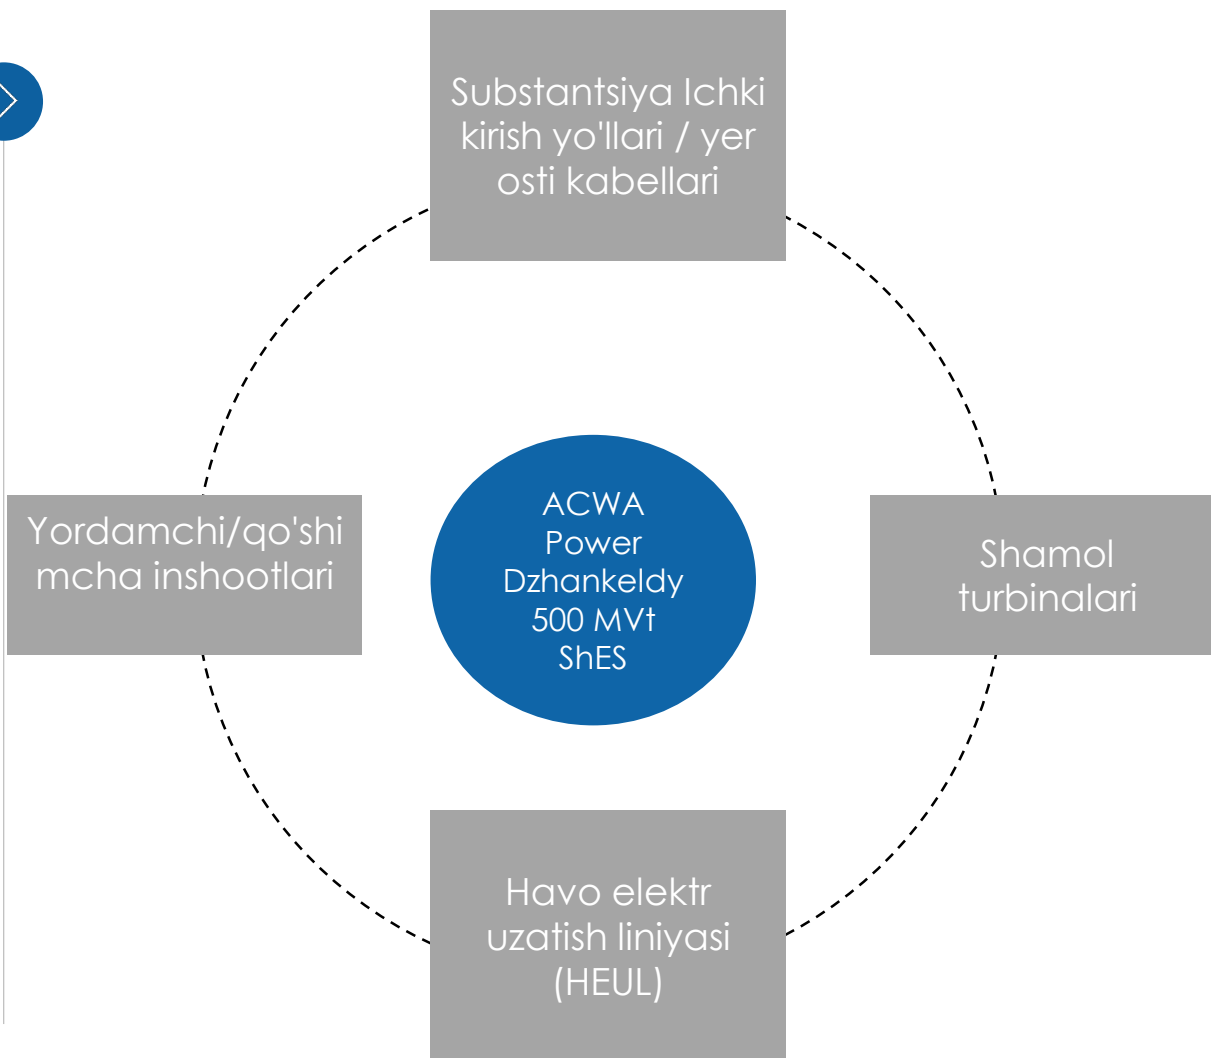 Substantsiya Ichki
kirish yo'llari / yer
osti kabellari
Yordamchi/qo'shi
mcha inshootlari
ACWA
Power
Dzhankeldy
500 MVt
ShES
Shamol
turbinalari
Havo elektr
uzatish liniyasi
(HEUL)